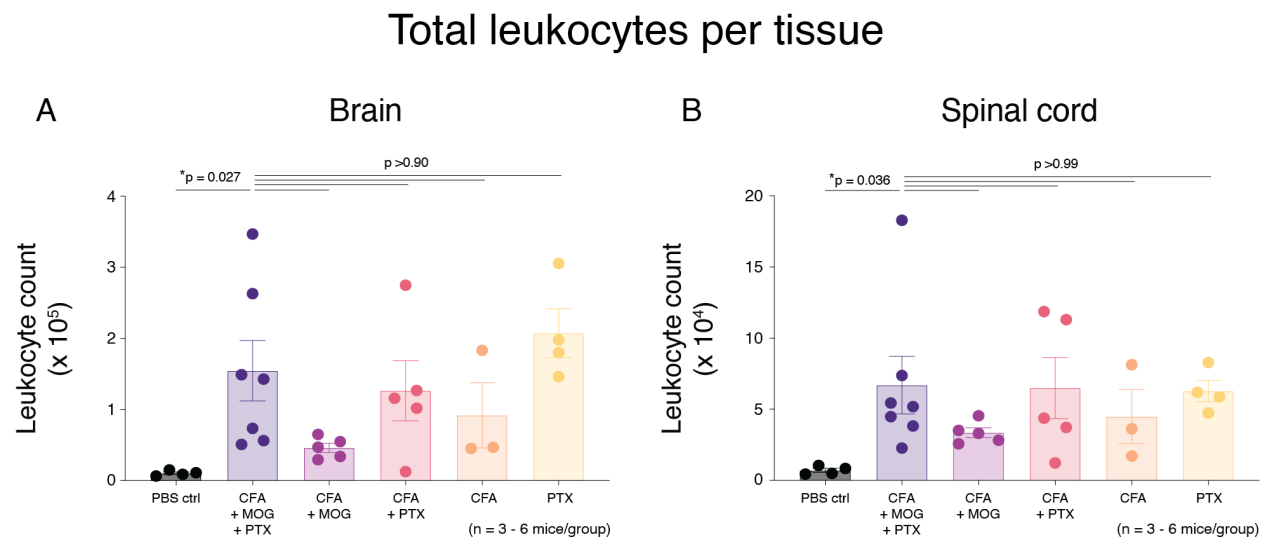 Total leukocytes per tissue
A
Brain
p >0.90
*p = 0.027
4
3
2
1
0
Leukocyte count
(x 10⁵)
PBS ctrl
CFA
+ MOG
+ PTX
CFA
+ MOG
CFA
+ PTX
CFA
PTX
(n = 3 - 6 mice/group)
B
Spinal cord
p >0.99
*p = 0.036
20
15
10
5
0
Leukocyte count
(x 10⁴)
PBS ctrl
CFA
+ MOG
+ PTX
CFA
+ MOG
CFA
+ PTX
CFA
PTX
(n = 3 - 6 mice/group)